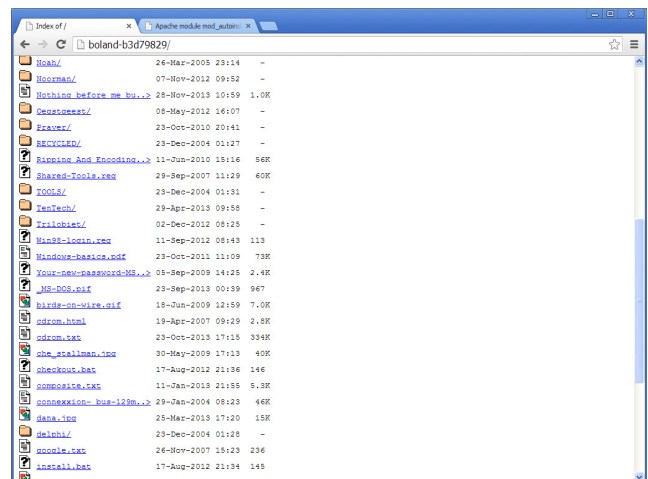 Index of /
Apache module mod_autoind
boland-b3d79829/
Noah/ 26-Mar-2005 23:14 -
Noorman/ 07-Nov-2012 09:52 -
Nothing before me bu..> 28-Nov-2013 10:59 1.0K
Oegstgeest/ 08-May-2012 16:07 -
Prayer/ 23-Oct-2010 20:41 -
RECYCLED/ 23-Dec-2004 01:27 -
Ripping And Encoding..> 11-Jun-2010 15:16 56K
Shared-Tools.reg 29-Sep-2007 11:29 60K
TOOLS/ 23-Dec-2004 01:31 -
TenTech/ 29-Apr-2013 09:58 -
Trilobiet/ 02-Dec-2012 08:25 -
Win98-login.reg 11-Sep-2012 08:43 113
Windows-basics.pdf 23-Oct-2011 11:09 73K
Your-new-password-MS..> 05-Sep-2009 14:25 2.4K
_MS-DOS.pif 23-Sep-2013 00:39 967
birds-on-wire.gif 18-Jun-2009 12:59 7.0K
cdrom.html 19-Apr-2007 09:29 2.8K
cdrom.txt 23-Oct-2013 17:15 334K
che_stallman.jpg 30-May-2009 17:13 40K
checkout.bat 17-Aug-2012 21:36 146
composite.txt 11-Jan-2013 21:55 5.3K
connexxion- bus-129m..> 29-Jan-2004 08:23 46K
dana.jpg 25-Mar-2013 17:20 15K
delphi/ 23-Dec-2004 01:28 -
google.txt 26-Nov-2007 15:23 236
install.bat 17-Aug-2012 21:34 145